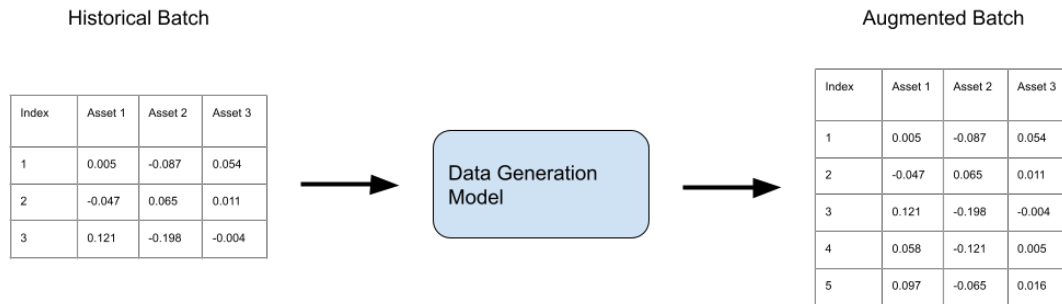 Historical Batch
Index Asset 1 Asset 2 Asset 3
1 0.005 -0.087 0.054
2 -0.047 0.065 0.011
3 0.121 -0.198 -0.004
Data Generation
Model
Augmented Batch
Index Asset 1 Asset 2 Asset 3
1 0.005 -0.087 0.054
2 -0.047 0.065 0.011
3 0.121 -0.198 -0.004
4 0.058 -0.121 0.005
5 0.097 -0.065 0.016